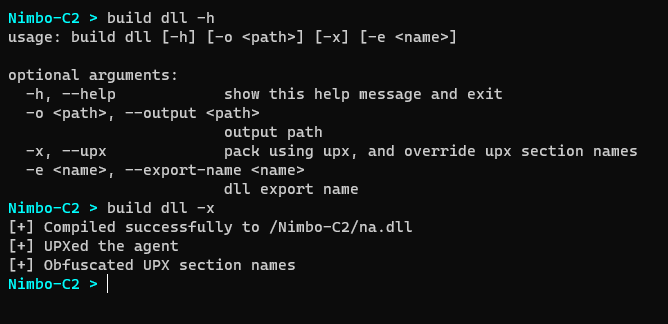 Nimbo-C2 > build dll -h
usage: build dll [-h] [-o <path>] [-x] [-e <name>]
optional arguments:
-h, --help show this help message and exit
-o <path>, --output <path>
output path
-x, --upx pack using upx, and override upx section names
-e <name>, --export-name <name>
dll export name
Nimbo-C2 > build dll -x
[+] Compiled successfully to /Nimbo-C2/na.dll
[+] UPXed the agent
[+] Obfuscated UPX section names
Nimbo-C2 >